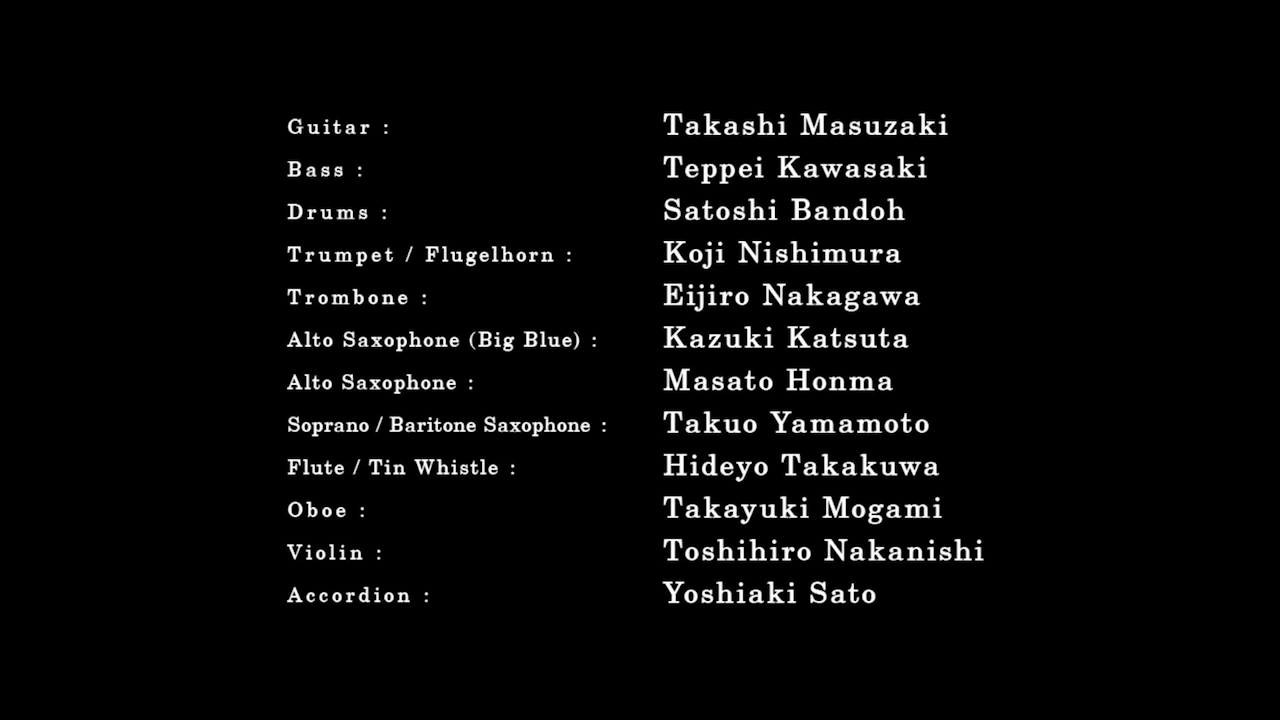 Guitar : Takashi Masuzaki
Bass : Teppei Kawasaki
Drums : Satoshi Bandoh
Trumpet / Flugelhorn : Koji Nishimura
Trombone : Eijiro Nakagawa
Alto Saxophone (Big Blue) : Kazuki Katsuta
Alto Saxophone : Masato Honma
Soprano / Baritone Saxophone : Takuo Yamamoto
Flute / Tin Whistle : Hideyo Takakuwa
Oboe : Takayuki Mogami
Violin : Toshihiro Nakanishi
Accordion : Yoshiaki Sato